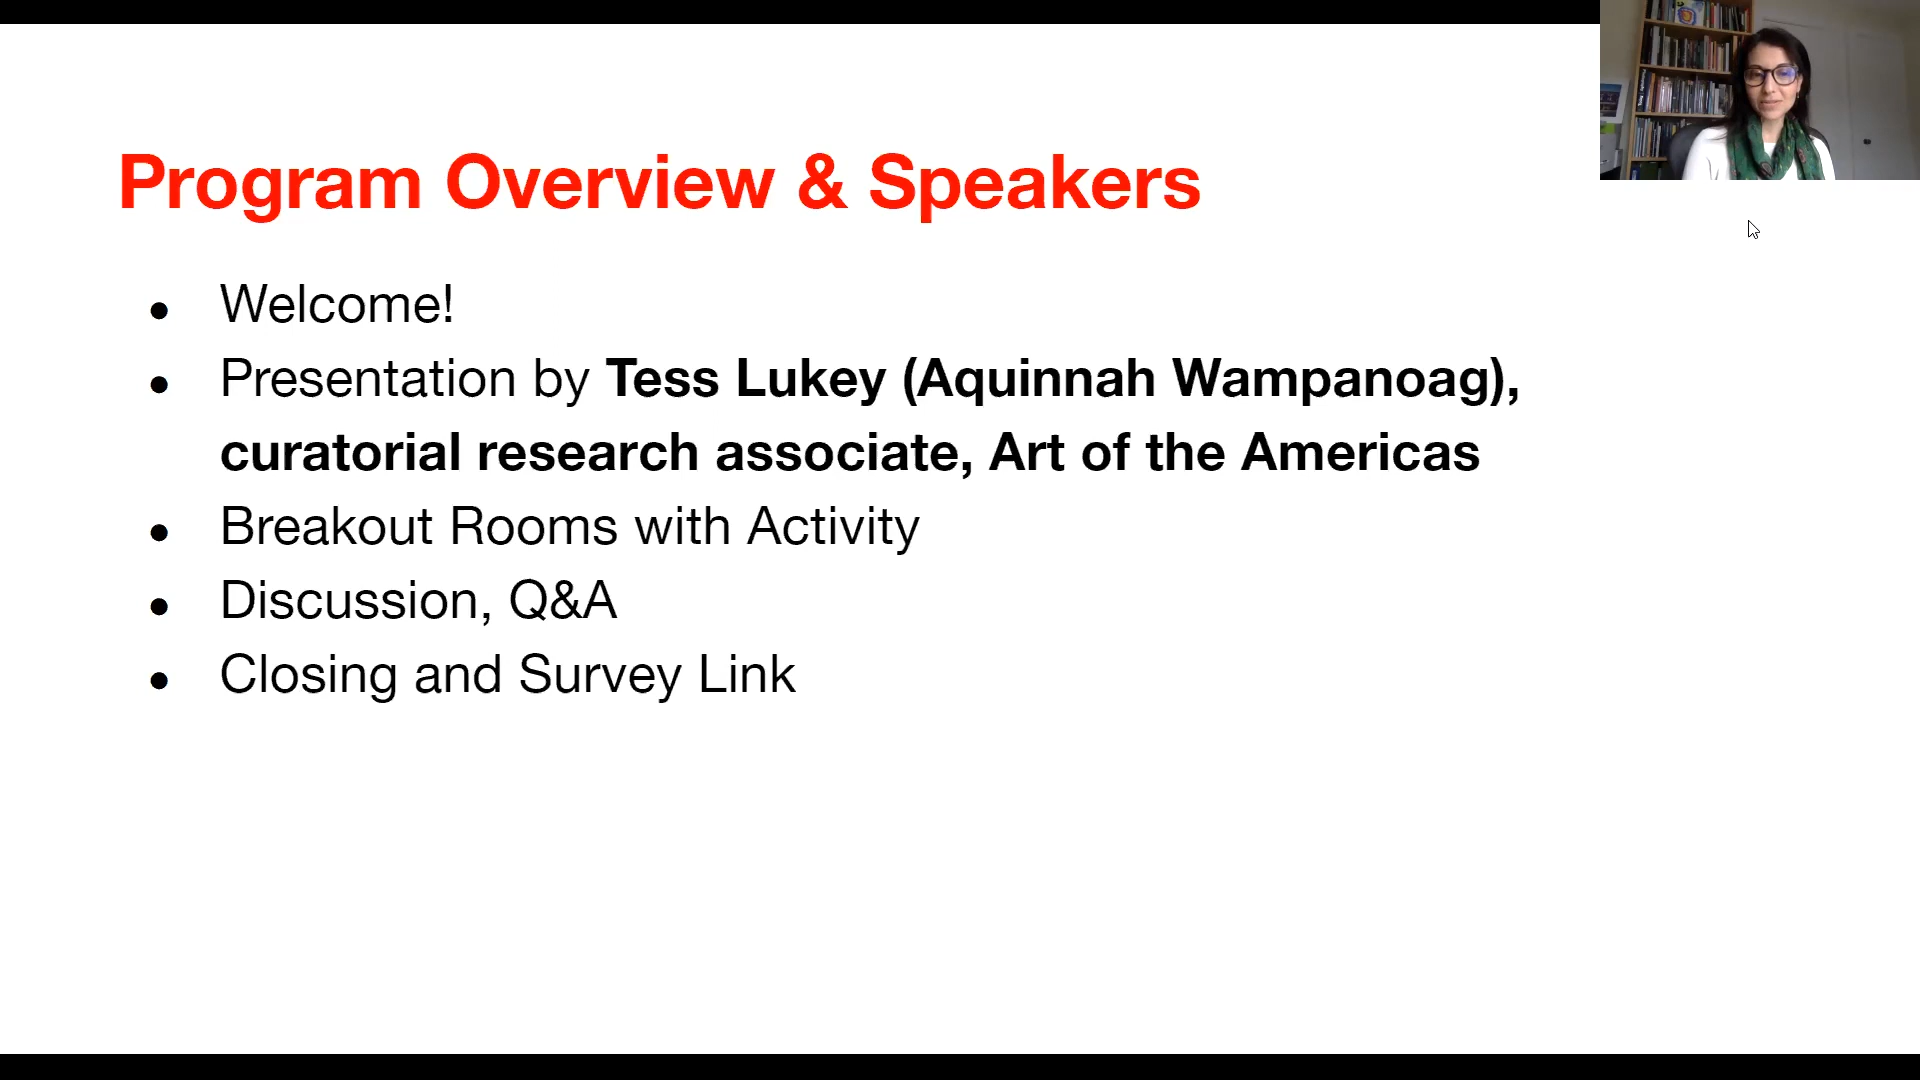 Program Overview & Speakers
● Welcome!
● Presentation by Tess Lukey (Aquinnah Wampanoag),
curatorial research associate, Art of the Americas
● Breakout Rooms with Activity
● Discussion, Q&A
● Closing and Survey Link